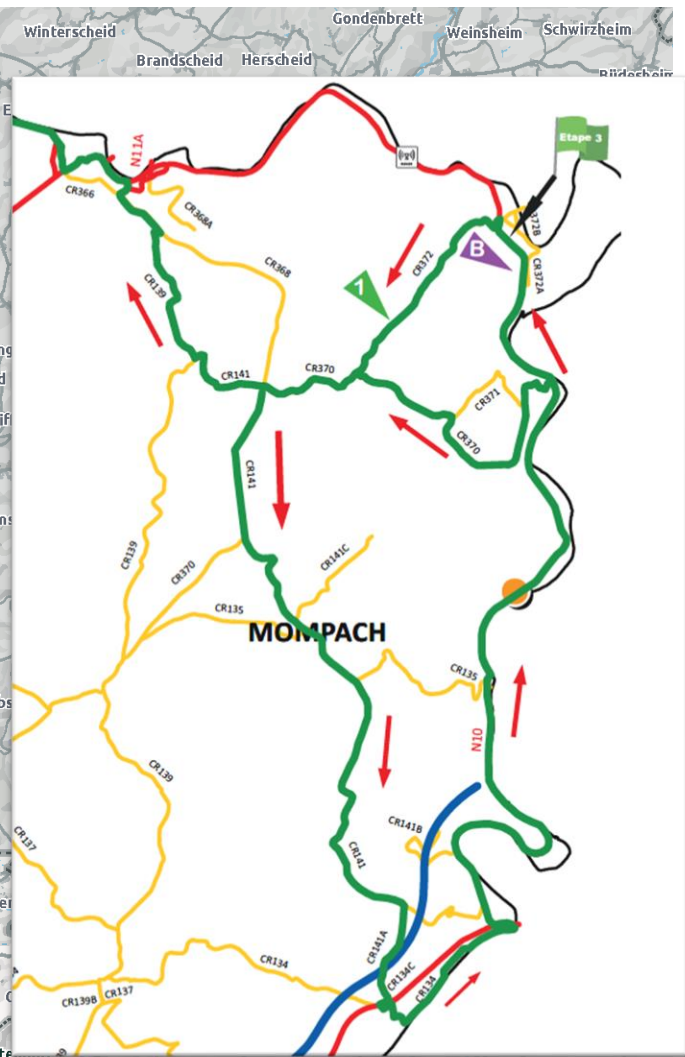 Gondenbrett
Winterscheid
Weinsheim
Schwirzheim
Brandscheid
Herscheid
Büdesheim
Etape 3
N11A
CR366
CR368A
CR372B
B
CR372
CR368
CR372A
1
CR139
CR370
CR141
CR371
CR370
CR141
CR141C
CR139
CR370
CR135
MOMPACH
CR135
N10
CR139
CR141B
CR137
CR141
CR141A
CR134
CR134C
CR134
CR137
CR139B